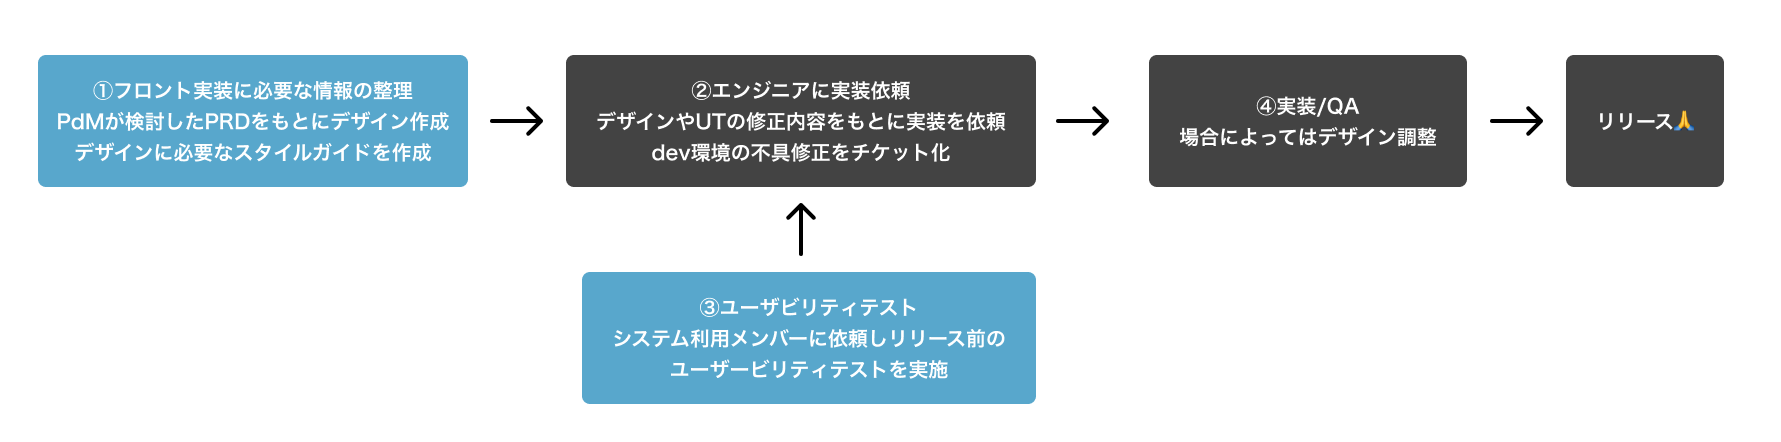 ①フロント実装に必要な情報の整理
PdMが検討したPRDをもとにデザイン作成
デザインに必要なスタイルガイドを作成
②エンジニアに実装依頼
デザインやUTの修正内容をもとに実装を依頼
dev環境の不具修正をチケット化
③ユーザビリティテスト
システム利用メンバーに依頼しリリース前の
ユーザービリティテストを実施
④実装/QA
場合によってはデザイン調整
リリース🙏